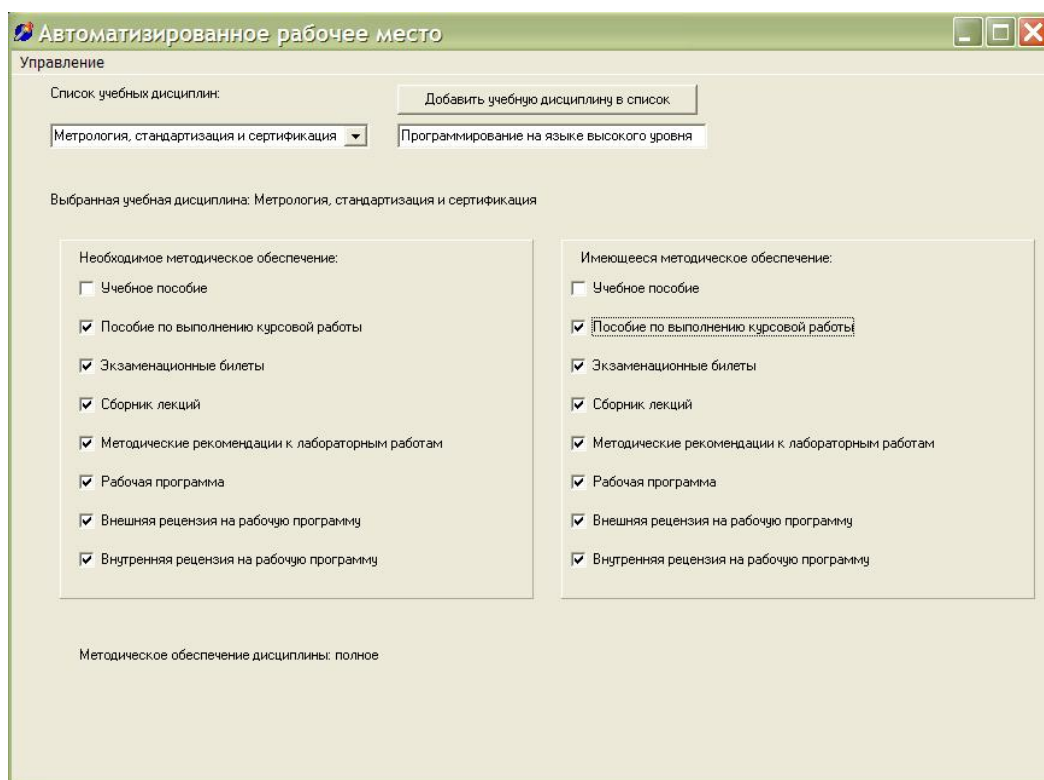 Автоматизированное рабочее место
Управление
Список учебных дисциплин:
Добавить учебную дисциплину в список
Метрология, стандартизация и сертификация
Программирование на языке высокого уровня
Выбранная учебная дисциплина: Метрология, стандартизация и сертификация
Необходимое методическое обеспечение:
Учебное пособие
Пособие по выполнению курсовой работы
Экзаменационные билеты
Сборник лекций
Методические рекомендации к лабораторным работам
Рабочая программа
Внешняя рецензия на рабочую программу
Внутренняя рецензия на рабочую программу
Имеющееся методическое обеспечение:
Учебное пособие
Пособие по выполнению курсовой работы
Экзаменационные билеты
Сборник лекций
Методические рекомендации к лабораторным работам
Рабочая программа
Внешняя рецензия на рабочую программу
Внутренняя рецензия на рабочую программу
Методическое обеспечение дисциплины: полное